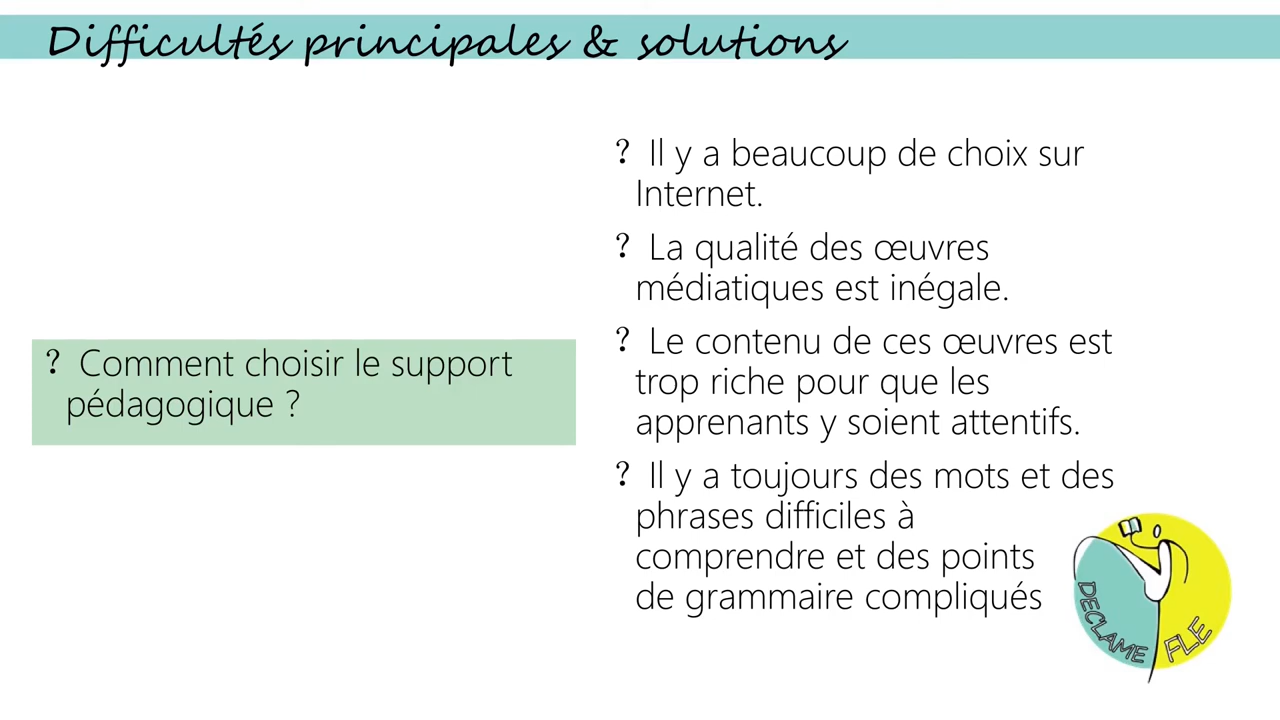 Difficultés principales & solutions
? Comment choisir le support
pédagogique ?
? Il y a beaucoup de choix sur
Internet.
? La qualité des œuvres
médiatiques est inégale.
? Le contenu de ces œuvres est
trop riche pour que les
apprenants y soient attentifs.
? Il y a toujours des mots et des
phrases difficiles à
comprendre et des points
de grammaire compliqués
DECLAME FLE